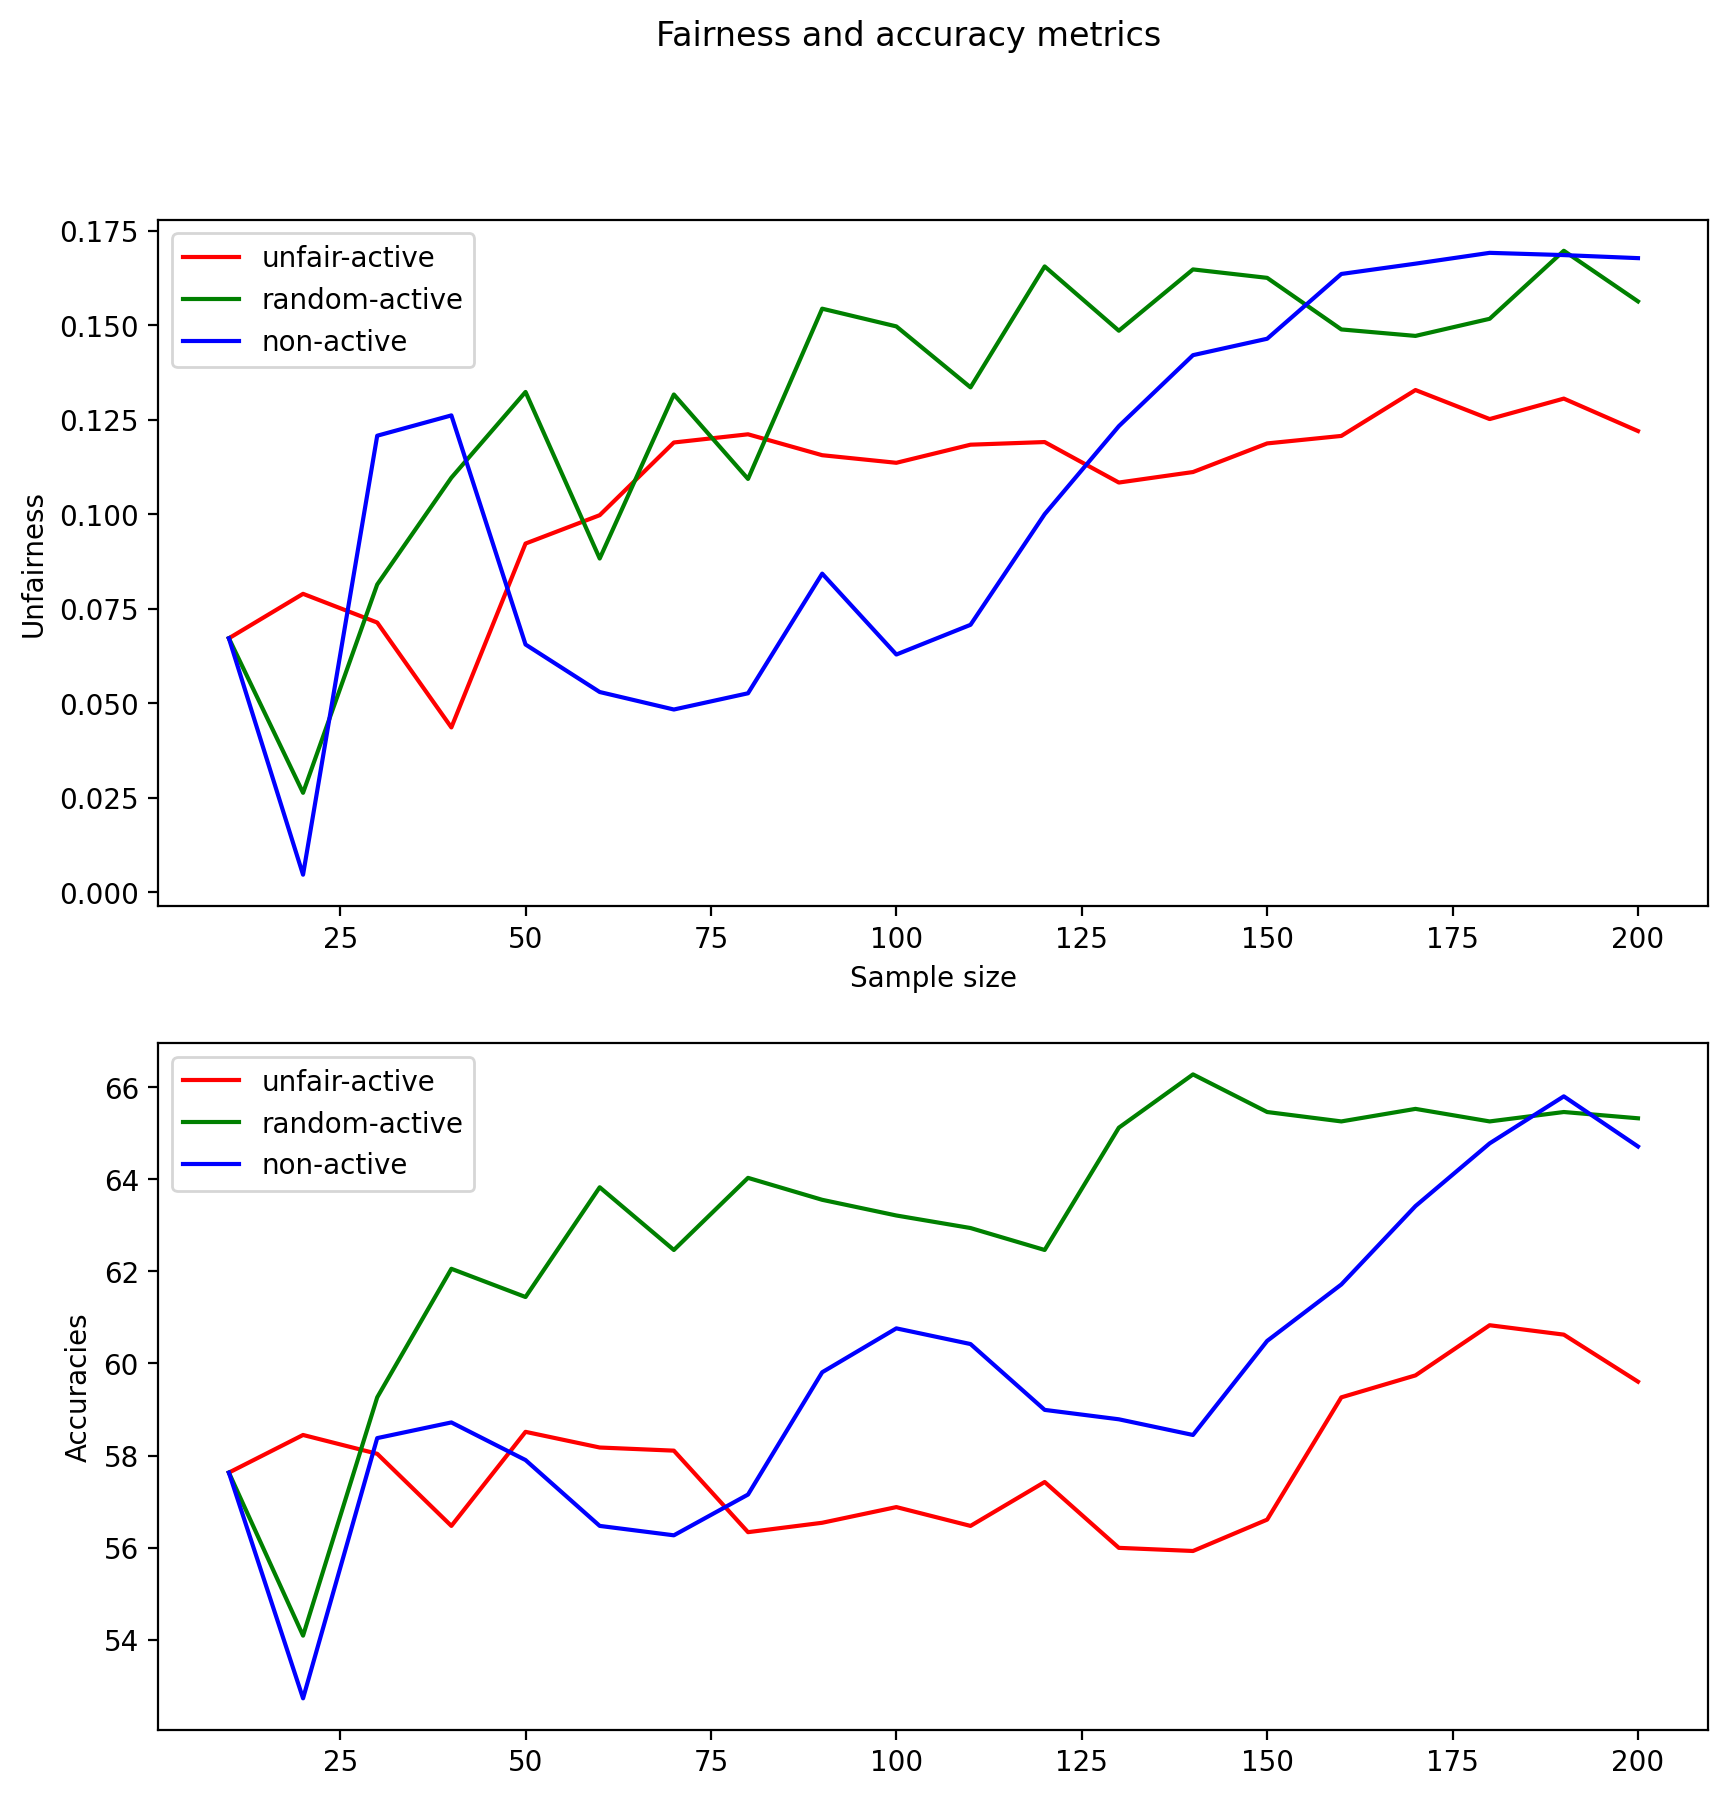 Fairness and accuracy metrics
0.175
0.150
0.125
0.100
0.075
0.050
0.025
0.000
Unfairness
unfair-active
random-active
non-active
25 50 75 100 125 150 175 200
Sample size
66
64
62
60
58
56
54
Accuracies
unfair-active
random-active
non-active
25 50 75 100 125 150 175 200